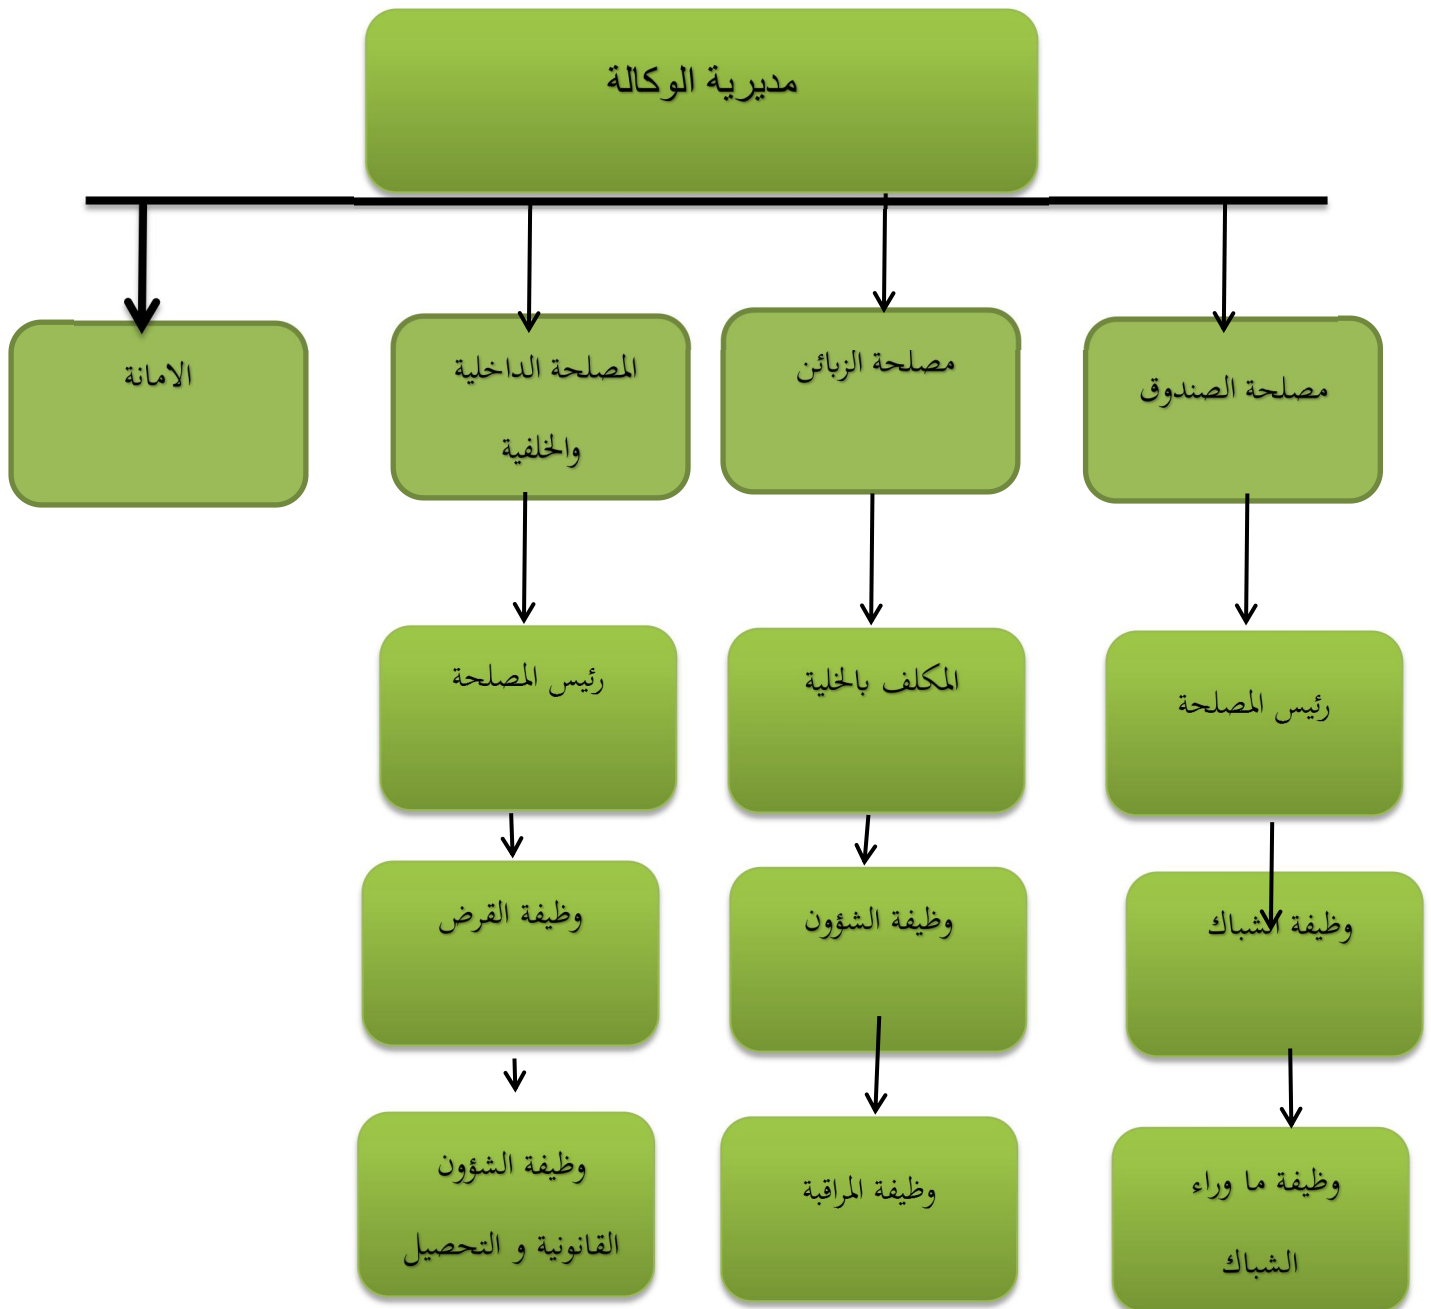 مديرية الوكالة
مصلحة الصندوق
مصلحة الزبائن
المصلحة الداخلية
والخلفية
الامانة
رئيس المصلحة
المكلف بالخلية
رئيس المصلحة
وظيفة الشباك
وظيفة الشؤون
وظيفة القرض
وظيفة ما وراء
الشباك
وظيفة المراقبة
وظيفة الشؤون
القانونية و التحصيل